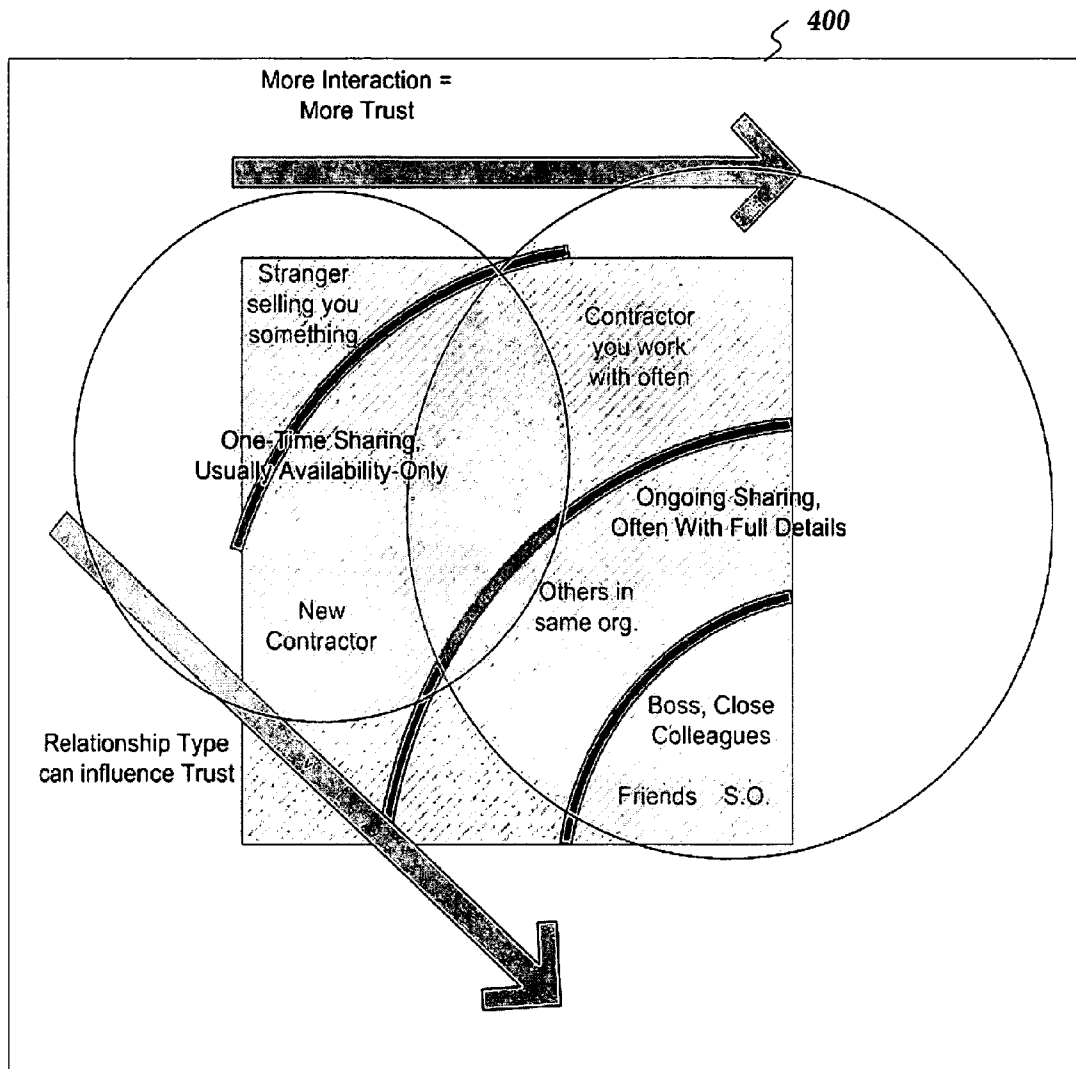 400
More Interaction =
More Trust
Stranger
selling you
something
Contractor
you work
with often
One-Time Sharing,
Usually Availability-Only
Ongoing Sharing,
Often With Full Details
Others in
same org.
New
Contractor
Boss, Close
Colleagues
Relationship Type
can influence Trust
Friends S.O.